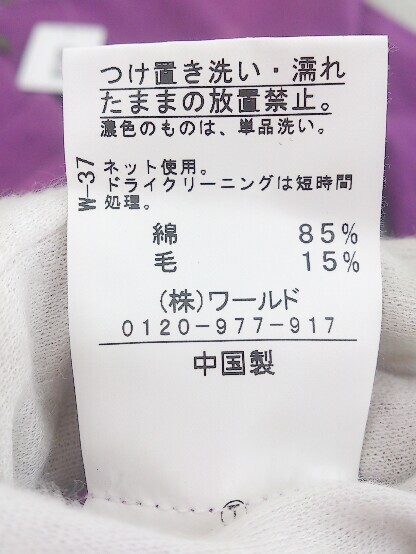 つけ置き洗い・濡れ
たままの放置禁止。
濃色のものは、単品洗い。
W-37
ネット使用。
ドライクリーニングは短時間
処理。
綿 85%
毛 15%
(株)ワールド
0120-977-917
中国製
T